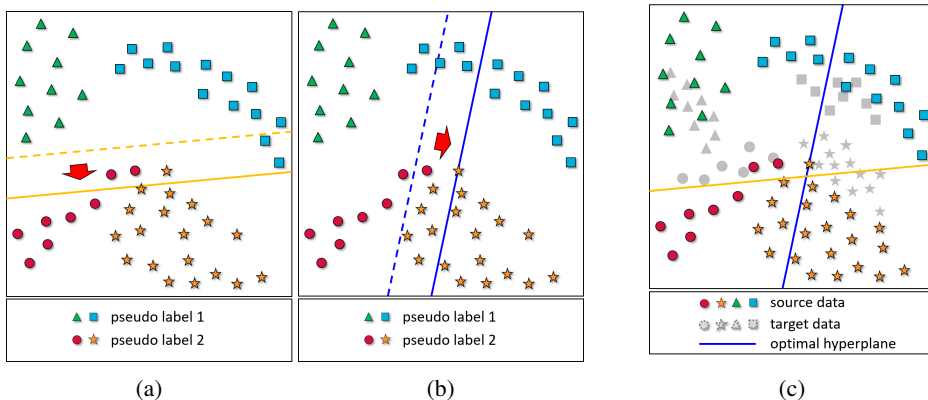 pseudo label 1
pseudo label 2
(a)
pseudo label 1
pseudo label 2
(b)
source data
target data
optimal hyperplane
(c)